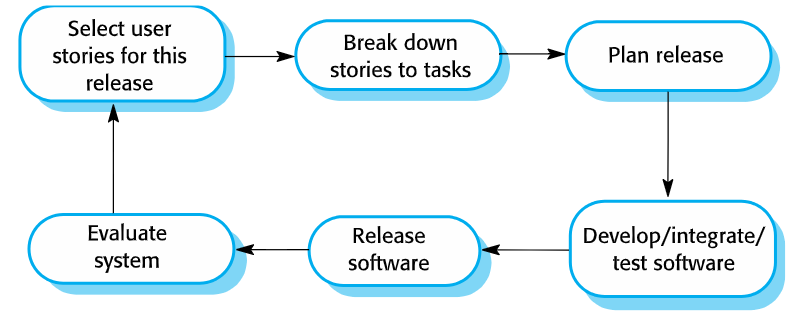 Select user
stories for this
release
Break down
stories to tasks
Plan release
Develop/integrate/
test software
Release
software
Evaluate
system